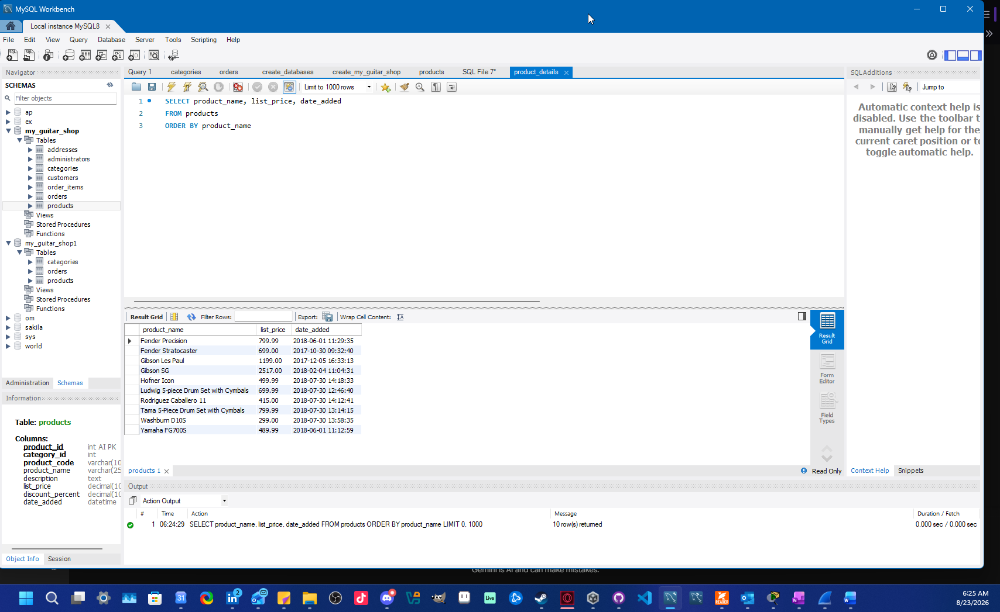 MySQL Workbench
Local instance MySQL8
File Edit View Query Database Server Tools Scripting Help
Navigator
SCHEMAS
Filter objects
ap
ex
my_guitar_shop
Tables
addresses
administrators
categories
customers
order_items
orders
products
Views
Stored Procedures
Functions
my_guitar_shop1
Tables
categories
orders
products
Views
Stored Procedures
Functions
om
sakila
sys
world
Administration Schemas
Information
Table: products
Columns:
product_id int AI PK
category_id int
product_code varchar(10
product_name varchar(25
description text
list_price decimal(10
discount_percent decimal(10
date_added datetime
Object Info Session
Query 1 categories orders create_databases create_my_guitar_shop products SQL File 7* product_details
Limit to 1000 rows
1 SELECT product_name, list_price, date_added
2 FROM products
3 ORDER BY product_name
Result Grid Filter Rows: Export: Wrap Cell Content:
product_name list_price date_added
Fender Precision 799.99 2018-06-01 11:29:35
Fender Stratocaster 699.00 2017-10-30 09:32:40
Gibson Les Paul 1199.00 2017-12-05 16:33:13
Gibson SG 2517.00 2018-02-04 11:04:31
Hofner Icon 499.99 2018-07-30 14:18:33
Ludwig 5-piece Drum Set with Cymbals 699.99 2018-07-30 12:46:40
Rodriguez Caballero 11 415.00 2018-07-30 14:12:41
Tama 5-Piece Drum Set with Cymbals 799.99 2018-07-30 13:14:15
Washburn D10S 299.00 2018-07-30 13:58:35
Yamaha FG700S 489.99 2018-06-01 11:12:59
Result
Grid
Form
Editor
Field
Types
products 1
Read Only
Output
Action Output
# Time Action Message Duration / Fetch
1 06:24:29 SELECT product_name, list_price, date_added FROM products ORDER BY product_name LIMIT 0, 1000 10 row(s) returned 0.000 sec / 0.000 sec
SQLAdditions
Jump to
Automatic context help is
disabled. Use the toolbar t
manually get help for the
current caret position or to
toggle automatic help.
Context Help Snippets
Gemini is AI and can make mistakes.
31
2
Live
READER
6:25 AM
8/23/2026